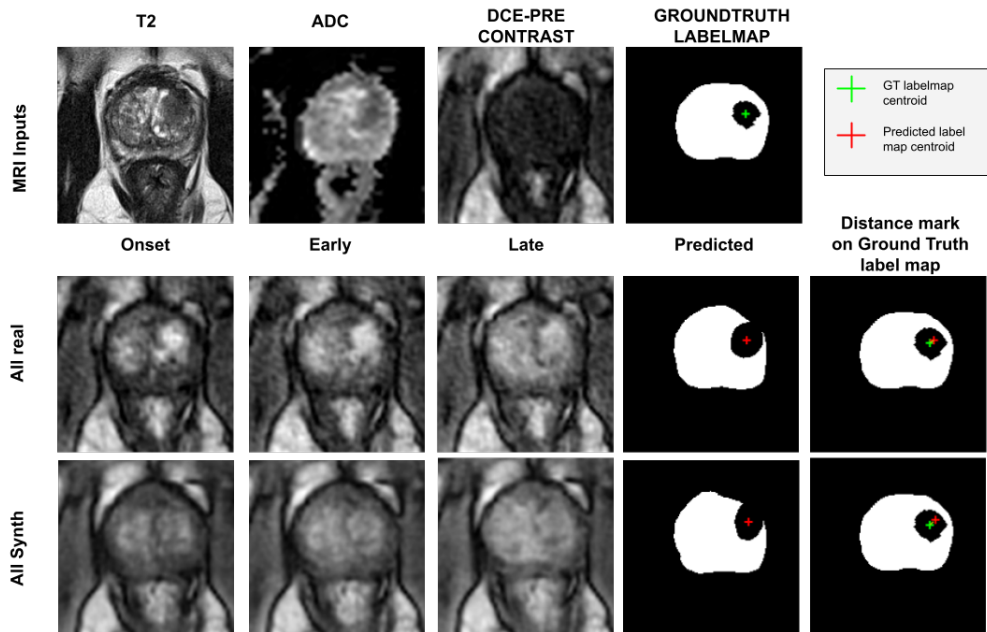 T2
ADC
DCE-PRE
CONTRAST
GROUNDTRUTH
LABELMAP
MRI Inputs
GT labelmap
centroid
Predicted label
map centroid
Onset
Early
Late
Predicted
Distance mark
on Ground Truth
label map
All real
All Synth